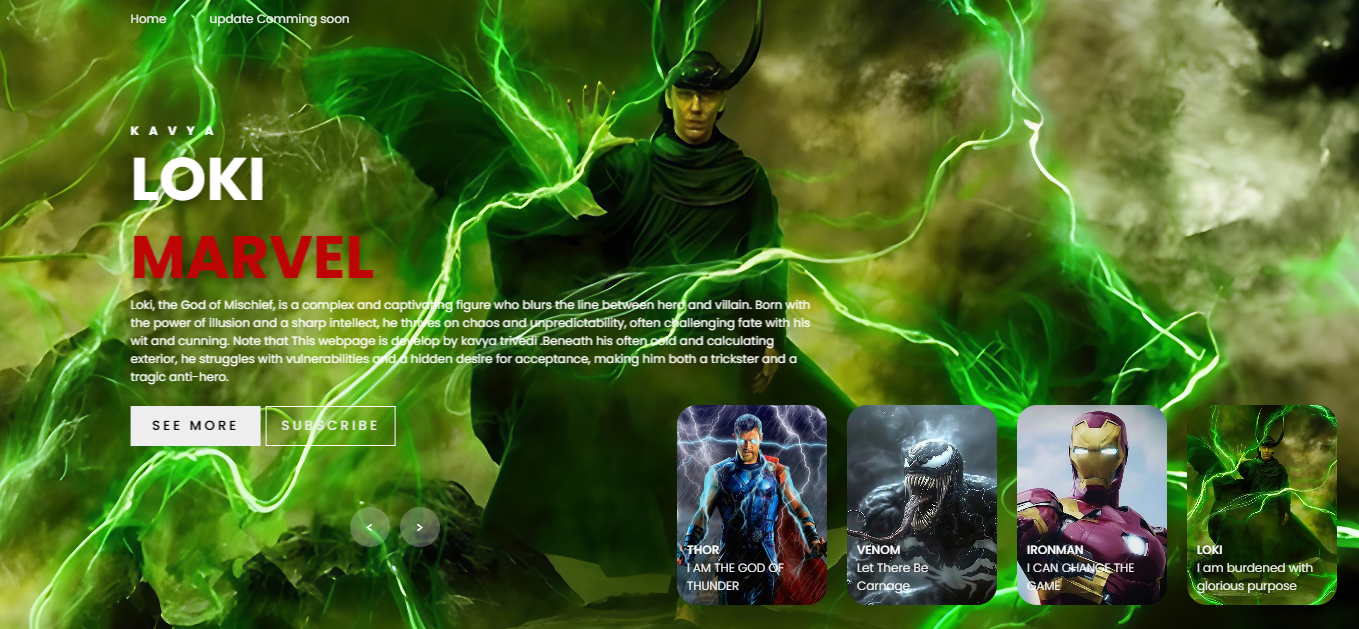 Home update Comming soon
KAVYA
LOKI
MARVEL
Loki, the God of Mischief, is a complex and captivating figure who blurs the line between hero and villain. Born with
the power of illusion and a sharp intellect, he thrives on chaos and unpredictability, often challenging fate with his
wit and cunning. Note that This webpage is develop by kavya trivedi .Beneath his often cold and calculating
exterior, he struggles with vulnerabilities and a hidden desire for acceptance, making him both a trickster and a
tragic anti-hero.
SEE MORE SUBSCRIBE
< >
THOR
I AM THE GOD OF
THUNDER
VENOM
Let There Be
Carnage
IRONMAN
I CAN CHANGE THE
GAME
LOKI
I am burdened with
glorious purpose